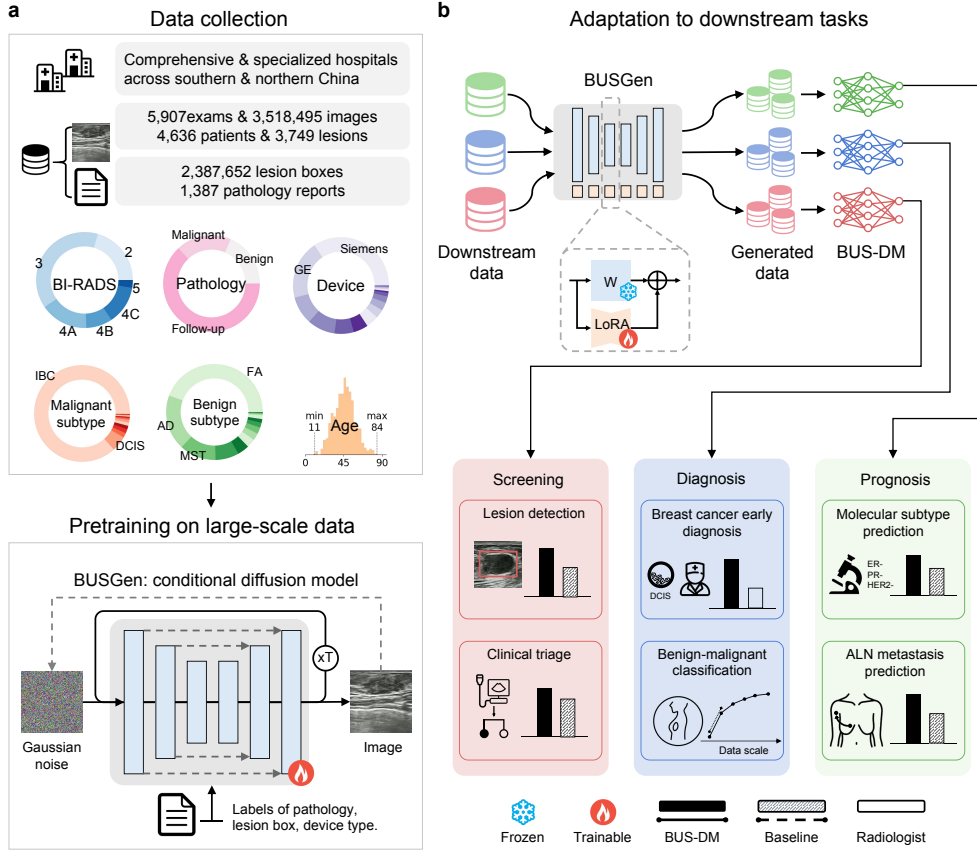 a
Data collection
Comprehensive & specialized hospitals
across southern & northern China
5,907exams & 3,518,495 images
4,636 patients & 3,749 lesions
2,387,652 lesion boxes
1,387 pathology reports
3
2
BI-RADS
5
4C
4B
4A
Malignant
Benign
Pathology
Follow-up
Siemens
GE
Device
IBC
Malignant
subtype
DCIS
FA
Benign
subtype
AD
MST
min
11
Age
max
84
0
45
90
Pretraining on large-scale data
BUSGen: conditional diffusion model
xT
Gaussian
noise
Image
Labels of pathology,
lesion box, device type.
b
Adaptation to downstream tasks
BUSGen
Downstream
data
Generated
data
BUS-DM
W
LoRA
Screening
Lesion detection
Clinical triage
Diagnosis
Breast cancer early
diagnosis
DCIS
Benign-malignant
classification
Data scale
Prognosis
Molecular subtype
prediction
ER-
PR-
HER2-
ALN metastasis
prediction
Frozen
Trainable
BUS-DM
Baseline
Radiologist